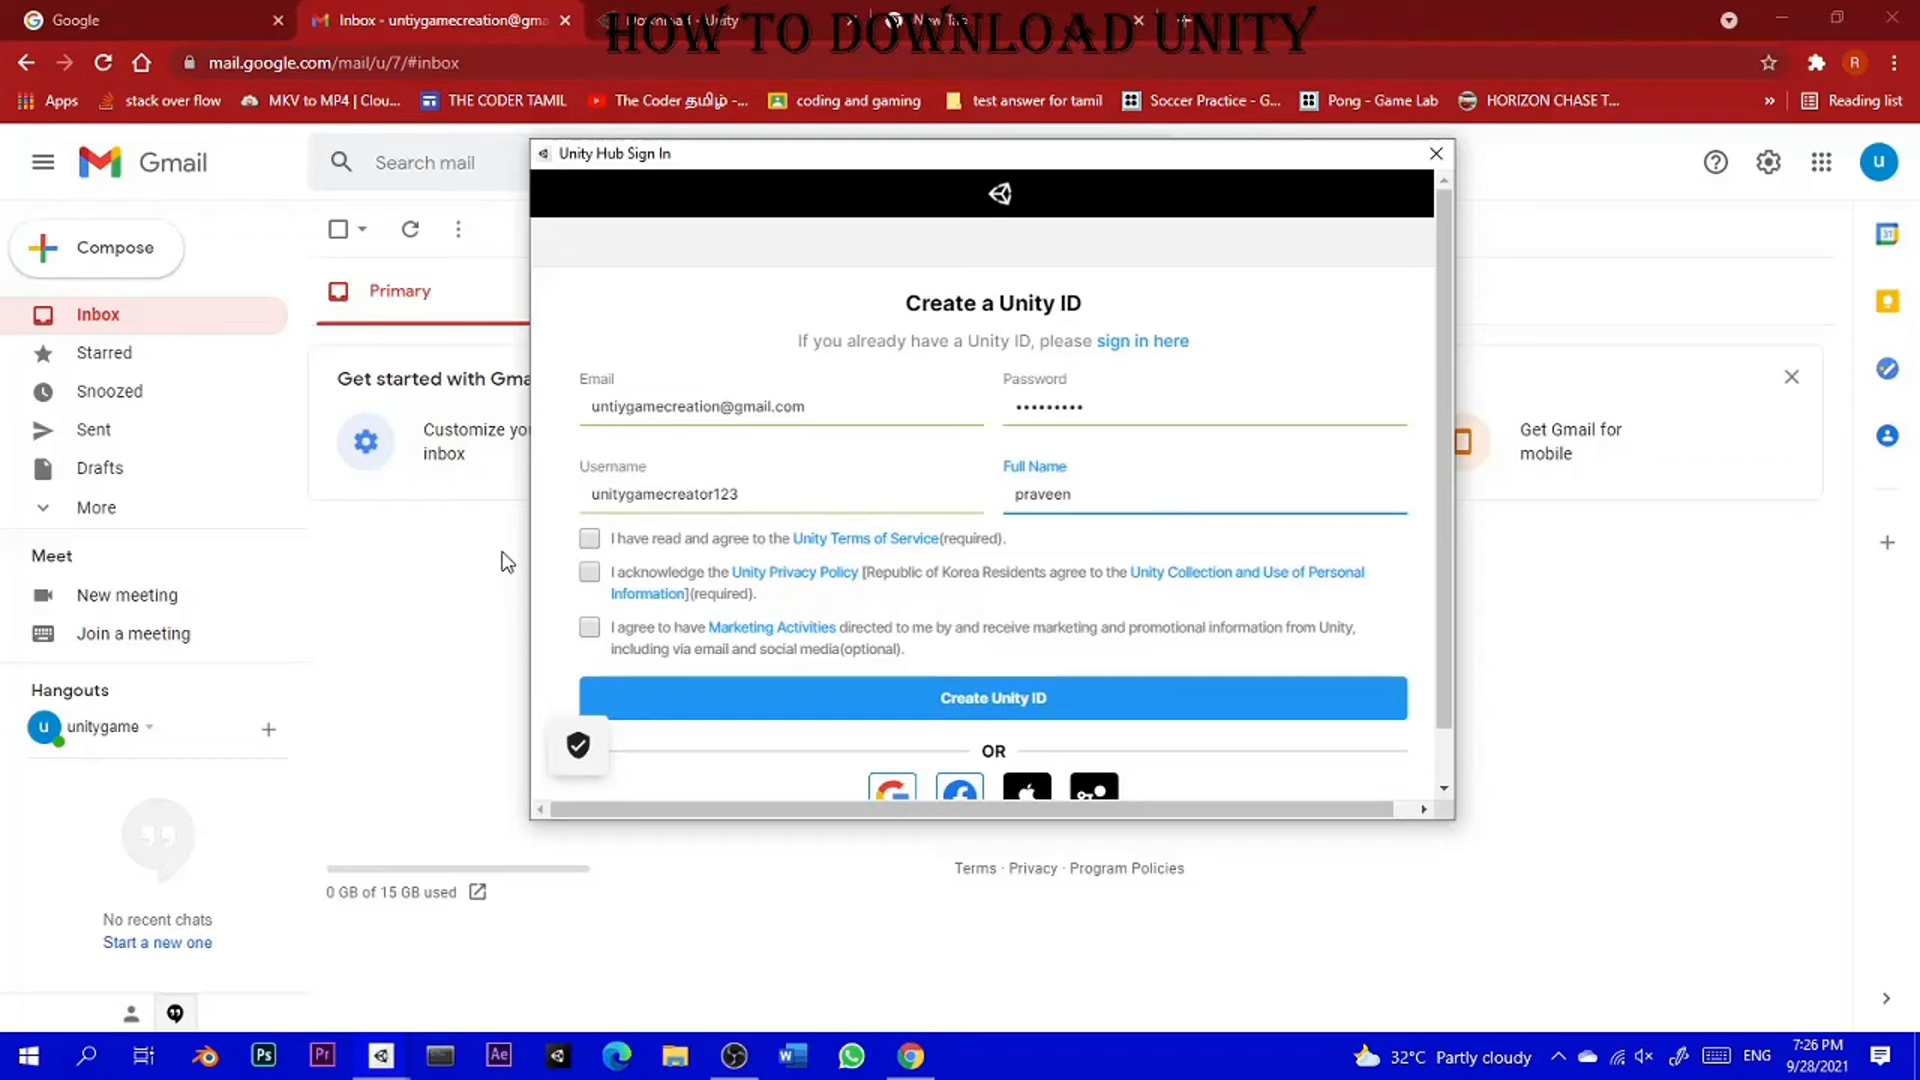 HOW TO DOWNLOAD UNITY
Google
Inbox - untiygamecreation@gma
Download - Unity
New Tab
mail.google.com/mail/u/7/#inbox
R
Apps
stack over flow
MKV to MP4 | Clou...
THE CODER TAMIL
The Coder தமிழ் -...
coding and gaming
test answer for tamil
Soccer Practice - G...
Pong - Game Lab
HORIZON CHASE T...
»
Reading list
Gmail
Search mail
u
Compose
Primary
Inbox
Starred
Snoozed
Sent
Drafts
More
Get started with Gma
Customize you
inbox
Get Gmail for
mobile
Meet
New meeting
Join a meeting
Hangouts
u unitygame
No recent chats
Start a new one
0 GB of 15 GB used
Terms · Privacy · Program Policies
31
Unity Hub Sign In
Create a Unity ID
If you already have a Unity ID, please sign in here
Email
Password
untiygamecreation@gmail.com
•••••••••
Username
Full Name
unitygamecreator123
praveen
I have read and agree to the Unity Terms of Service(required).
I acknowledge the Unity Privacy Policy [Republic of Korea Residents agree to the Unity Collection and Use of Personal
Information](required).
I agree to have Marketing Activities directed to me by and receive marketing and promotional information from Unity,
including via email and social media(optional).
Create Unity ID
OR
Ps
Pr
Ae
W
32°C Partly cloudy
ENG
7:26 PM
9/28/2021